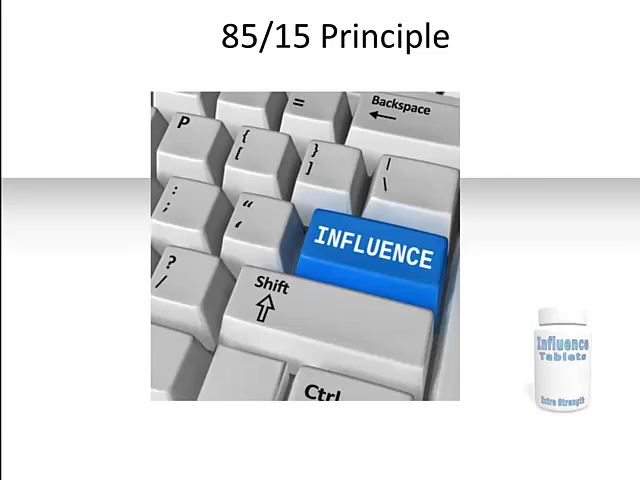 85/15 Principle
=
Backspace
P
{
[
}
]
|
\
:
;
“
‘
INFLUENCE
?
/
Shift
Ctrl
Influence
Tablets
Extra Strength